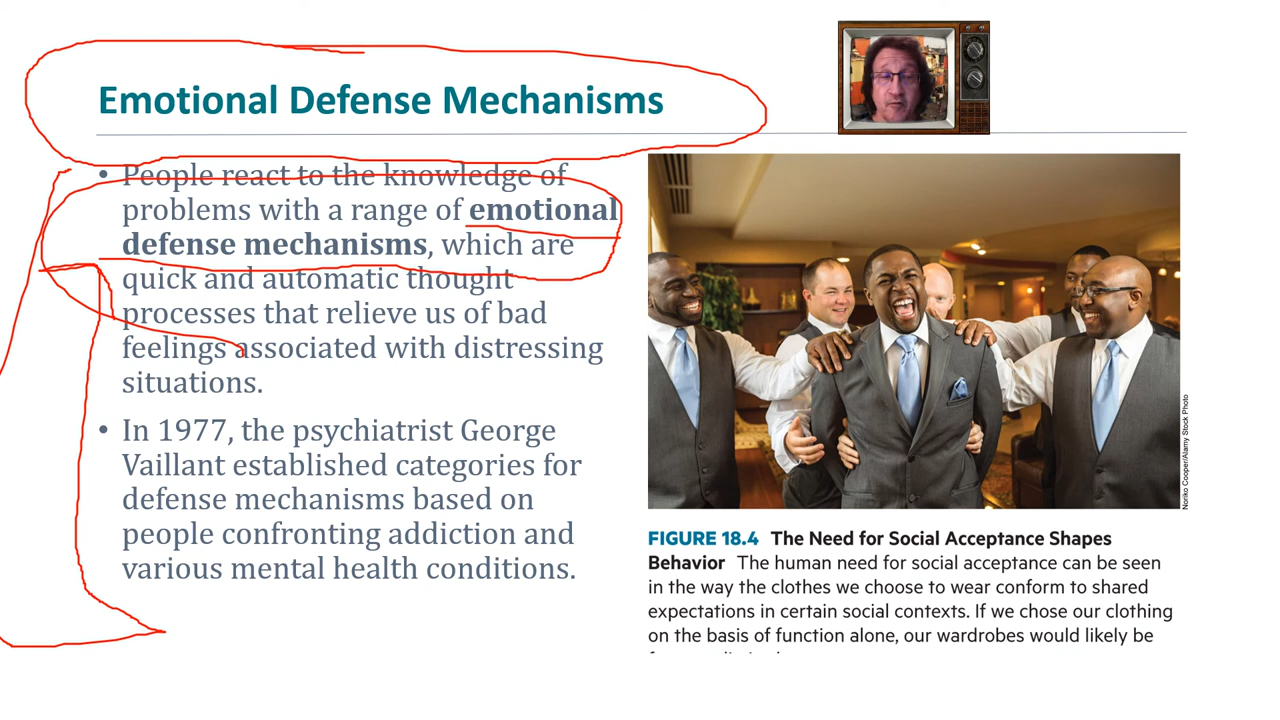 Emotional Defense Mechanisms
• People react to the knowledge of
problems with a range of emotional
defense mechanisms, which are
quick and automatic thought
processes that relieve us of bad
feelings associated with distressing
situations.
• In 1977, the psychiatrist George
Vaillant established categories for
defense mechanisms based on
people confronting addiction and
various mental health conditions.
Noriko Cooper/Alamy Stock Photo
FIGURE 18.4 The Need for Social Acceptance Shapes
Behavior The human need for social acceptance can be seen
in the way the clothes we choose to wear conform to shared
expectations in certain social contexts. If we chose our clothing
on the basis of function alone, our wardrobes would likely be